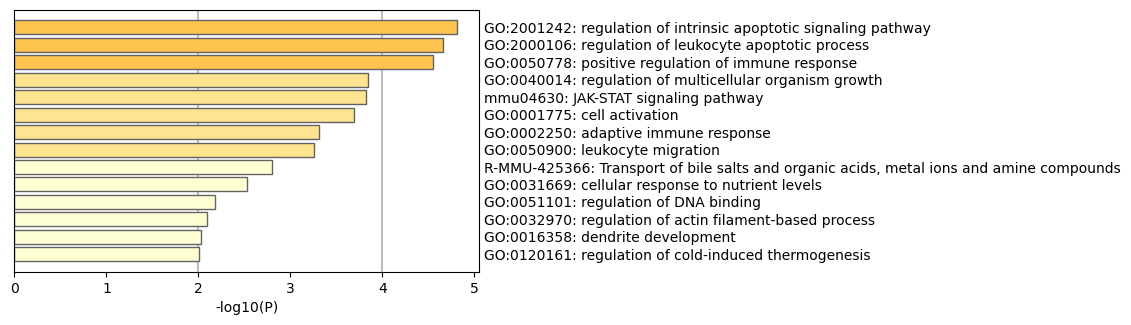 GO:2001242: regulation of intrinsic apoptotic signaling pathway
GO:2000106: regulation of leukocyte apoptotic process
GO:0050778: positive regulation of immune response
GO:0040014: regulation of multicellular organism growth
mmu04630: JAK-STAT signaling pathway
GO:0001775: cell activation
GO:0002250: adaptive immune response
GO:0050900: leukocyte migration
R-MMU-425366: Transport of bile salts and organic acids, metal ions and amine compounds
GO:0031669: cellular response to nutrient levels
GO:0051101: regulation of DNA binding
GO:0032970: regulation of actin filament-based process
GO:0016358: dendrite development
GO:0120161: regulation of cold-induced thermogenesis
0 1 2 3 4 5
-log10(P)